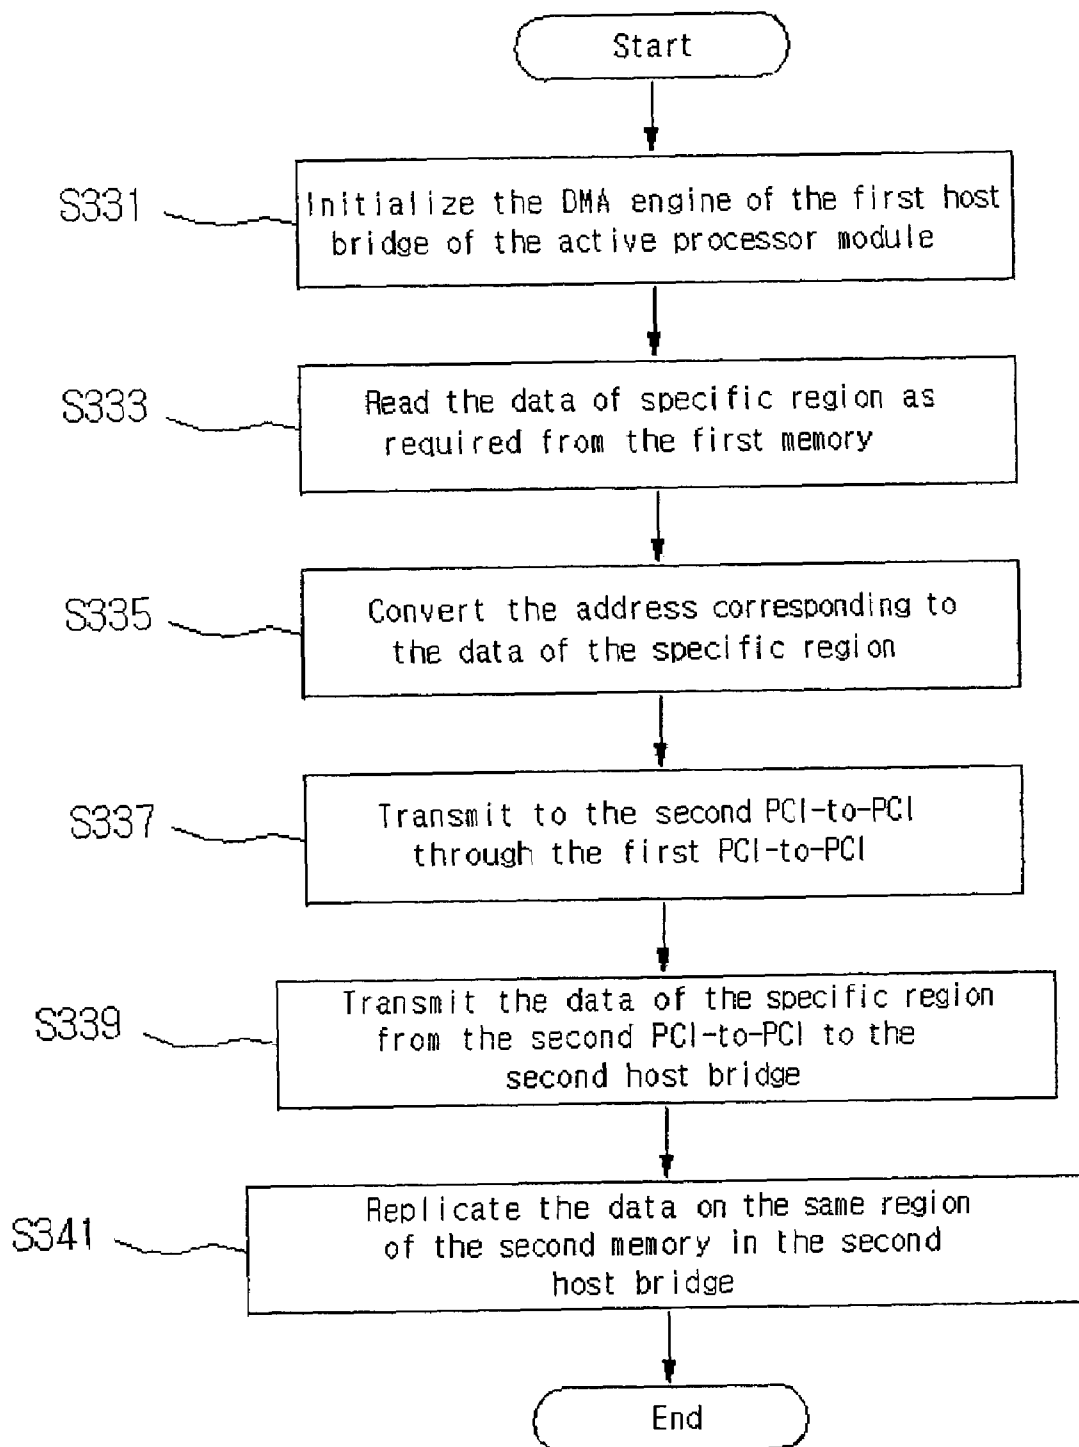 Start
S331
Initialize the DMA engine of the first host
bridge of the active processor module
S333
Read the data of specific region as
required from the first memory
S335
Convert the address corresponding to
the data of the specific region
S337
Transmit to the second PCI-to-PCI
through the first PCI-to-PCI
S339
Transmit the data of the specific region
from the second PCI-to-PCI to the
second host bridge
S341
Replicate the data on the same region
of the second memory in the second
host bridge
End